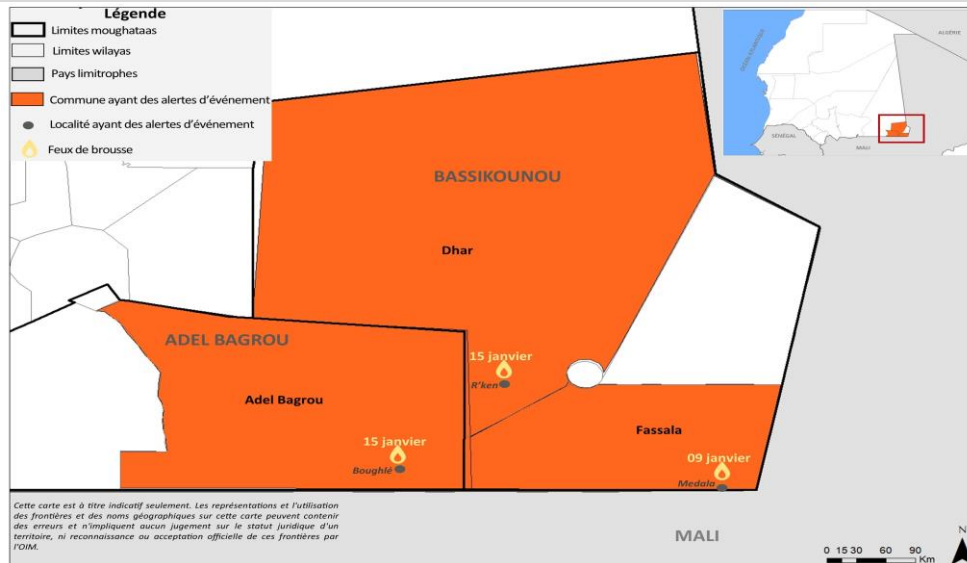 Légende
Limites moughataas
Limites wilayas
Pays limitrophes
Commune ayant des alertes d'événement
Localité ayant des alertes d'événement
Feux de brousse
OCÉAN ATLANTIQUE
ALGÉRIE
SÉNÉGAL
MALI
BASSIKOUNOU
Dhar
ADEL BAGROU
Adel Bagrou
15 janvier
R'ken
15 janvier
Boughlé
Fassala
09 janvier
Medala
MALI
Cette carte est à titre indicatif seulement. Les représentations et l'utilisation
des frontières et des noms géographiques sur cette carte peuvent contenir
des erreurs et n'impliquent aucun jugement sur le statut juridique d'un
territoire, ni reconnaissance ou acceptation officielle de ces frontières par
l'OIM.
N
0 15 30 60 90
Km